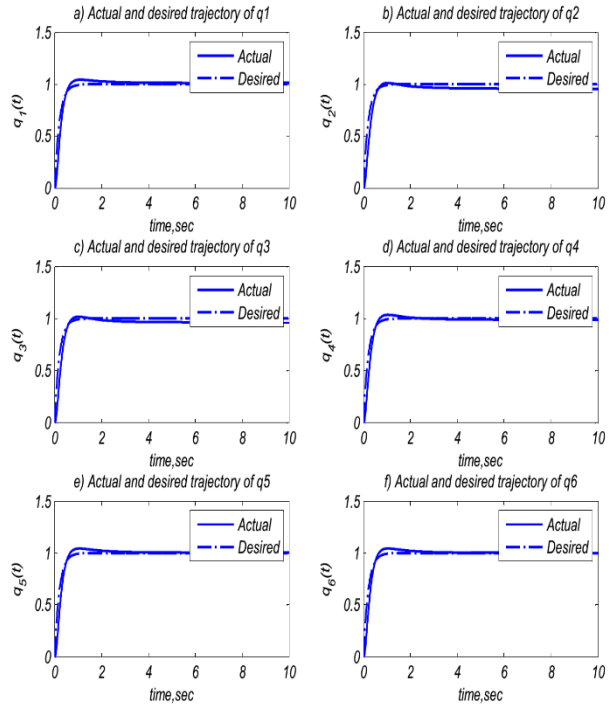 a) Actual and desired trajectory of q1
1.5
1
0.5
0
q1(t)
Actual
Desired
0 2 4 6 8 10
time,sec
b) Actual and desired trajectory of q2
1.5
1
0.5
0
q2(t)
Actual
Desired
0 2 4 6 8 10
time,sec
c) Actual and desired trajectory of q3
1.5
1
0.5
0
q3(t)
Actual
Desired
0 2 4 6 8 10
time,sec
d) Actual and desired trajectory of q4
1.5
1
0.5
0
q4(t)
Actual
Desired
0 2 4 6 8 10
time,sec
e) Actual and desired trajectory of q5
1.5
1
0.5
0
q5(t)
Actual
Desired
0 2 4 6 8 10
time,sec
f) Actual and desired trajectory of q6
1.5
1
0.5
0
q6(t)
Actual
Desired
0 2 4 6 8 10
time,sec